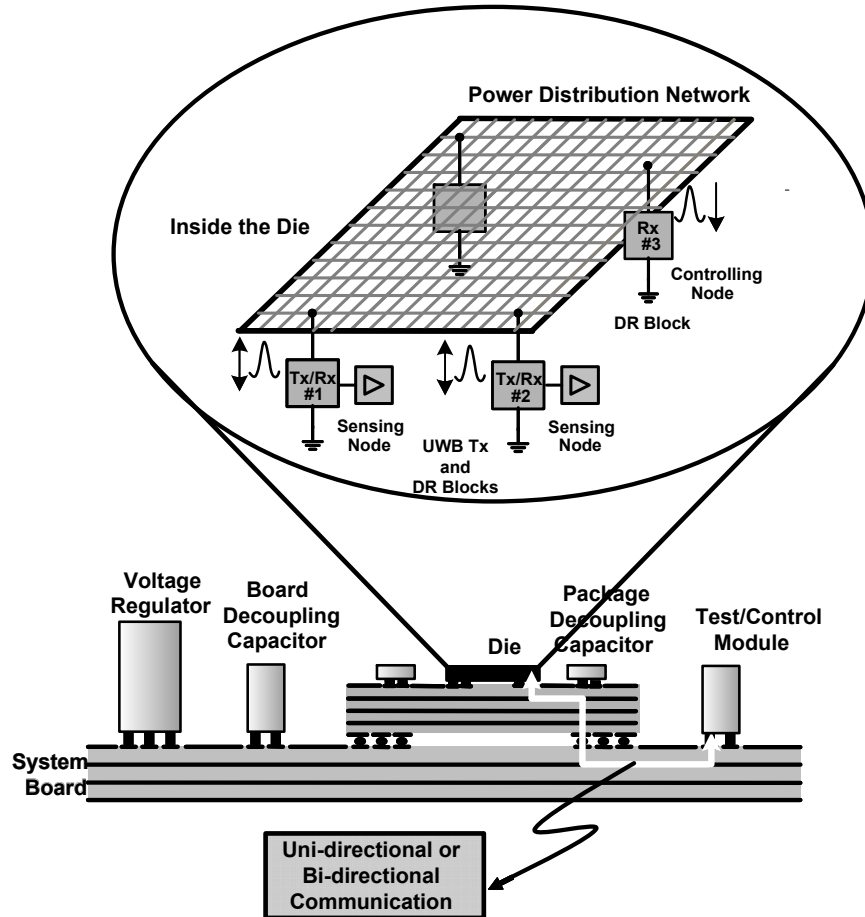 Power Distribution Network
Inside the Die
Rx
#3
Controlling
Node
DR Block
Tx/Rx
#1
Sensing
Node
Tx/Rx
#2
Sensing
Node
UWB Tx
and
DR Blocks
Voltage
Regulator
Board
Decoupling
Capacitor
Die
Package
Decoupling
Capacitor
Test/Control
Module
System
Board
Uni-directional or
Bi-directional
Communication